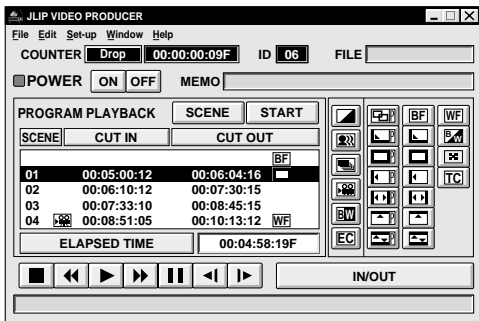 JLIP VIDEO PRODUCER
File Edit Set-up Window Help
COUNTER Drop 00:00:00:09F ID 06 FILE
POWER ON OFF MEMO
PROGRAM PLAYBACK SCENE START
SCENE CUT IN CUT OUT
BF
01 00:05:00:12 00:06:04:16
02 00:06:10:12 00:07:30:15
03 00:07:33:10 00:08:45:15
04 00:08:51:05 00:10:13:12 WF
ELAPSED TIME 00:04:58:19F
P BF WF
P B/W
P
P TC
P
BW P
EC P
IN/OUT